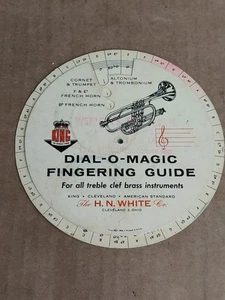 CORNET & TRUMPET
ALTONIUM & TROMBONIUM
F & E♭ FRENCH HORN
B♭ FRENCH HORN
KING
DIAL-O-MAGIC
FINGERING GUIDE
For all treble clef brass instruments
KING • CLEVELAND • AMERICAN STANDARD
The H. N. WHITE Co.
CLEVELAND 3, OHIO